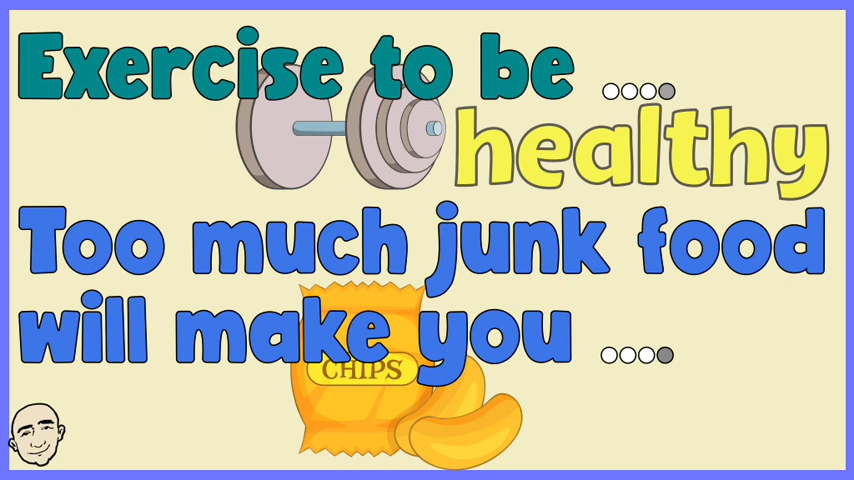 Exercise to be ....
healthy
Too much junk food
will make you ....
CHIPS